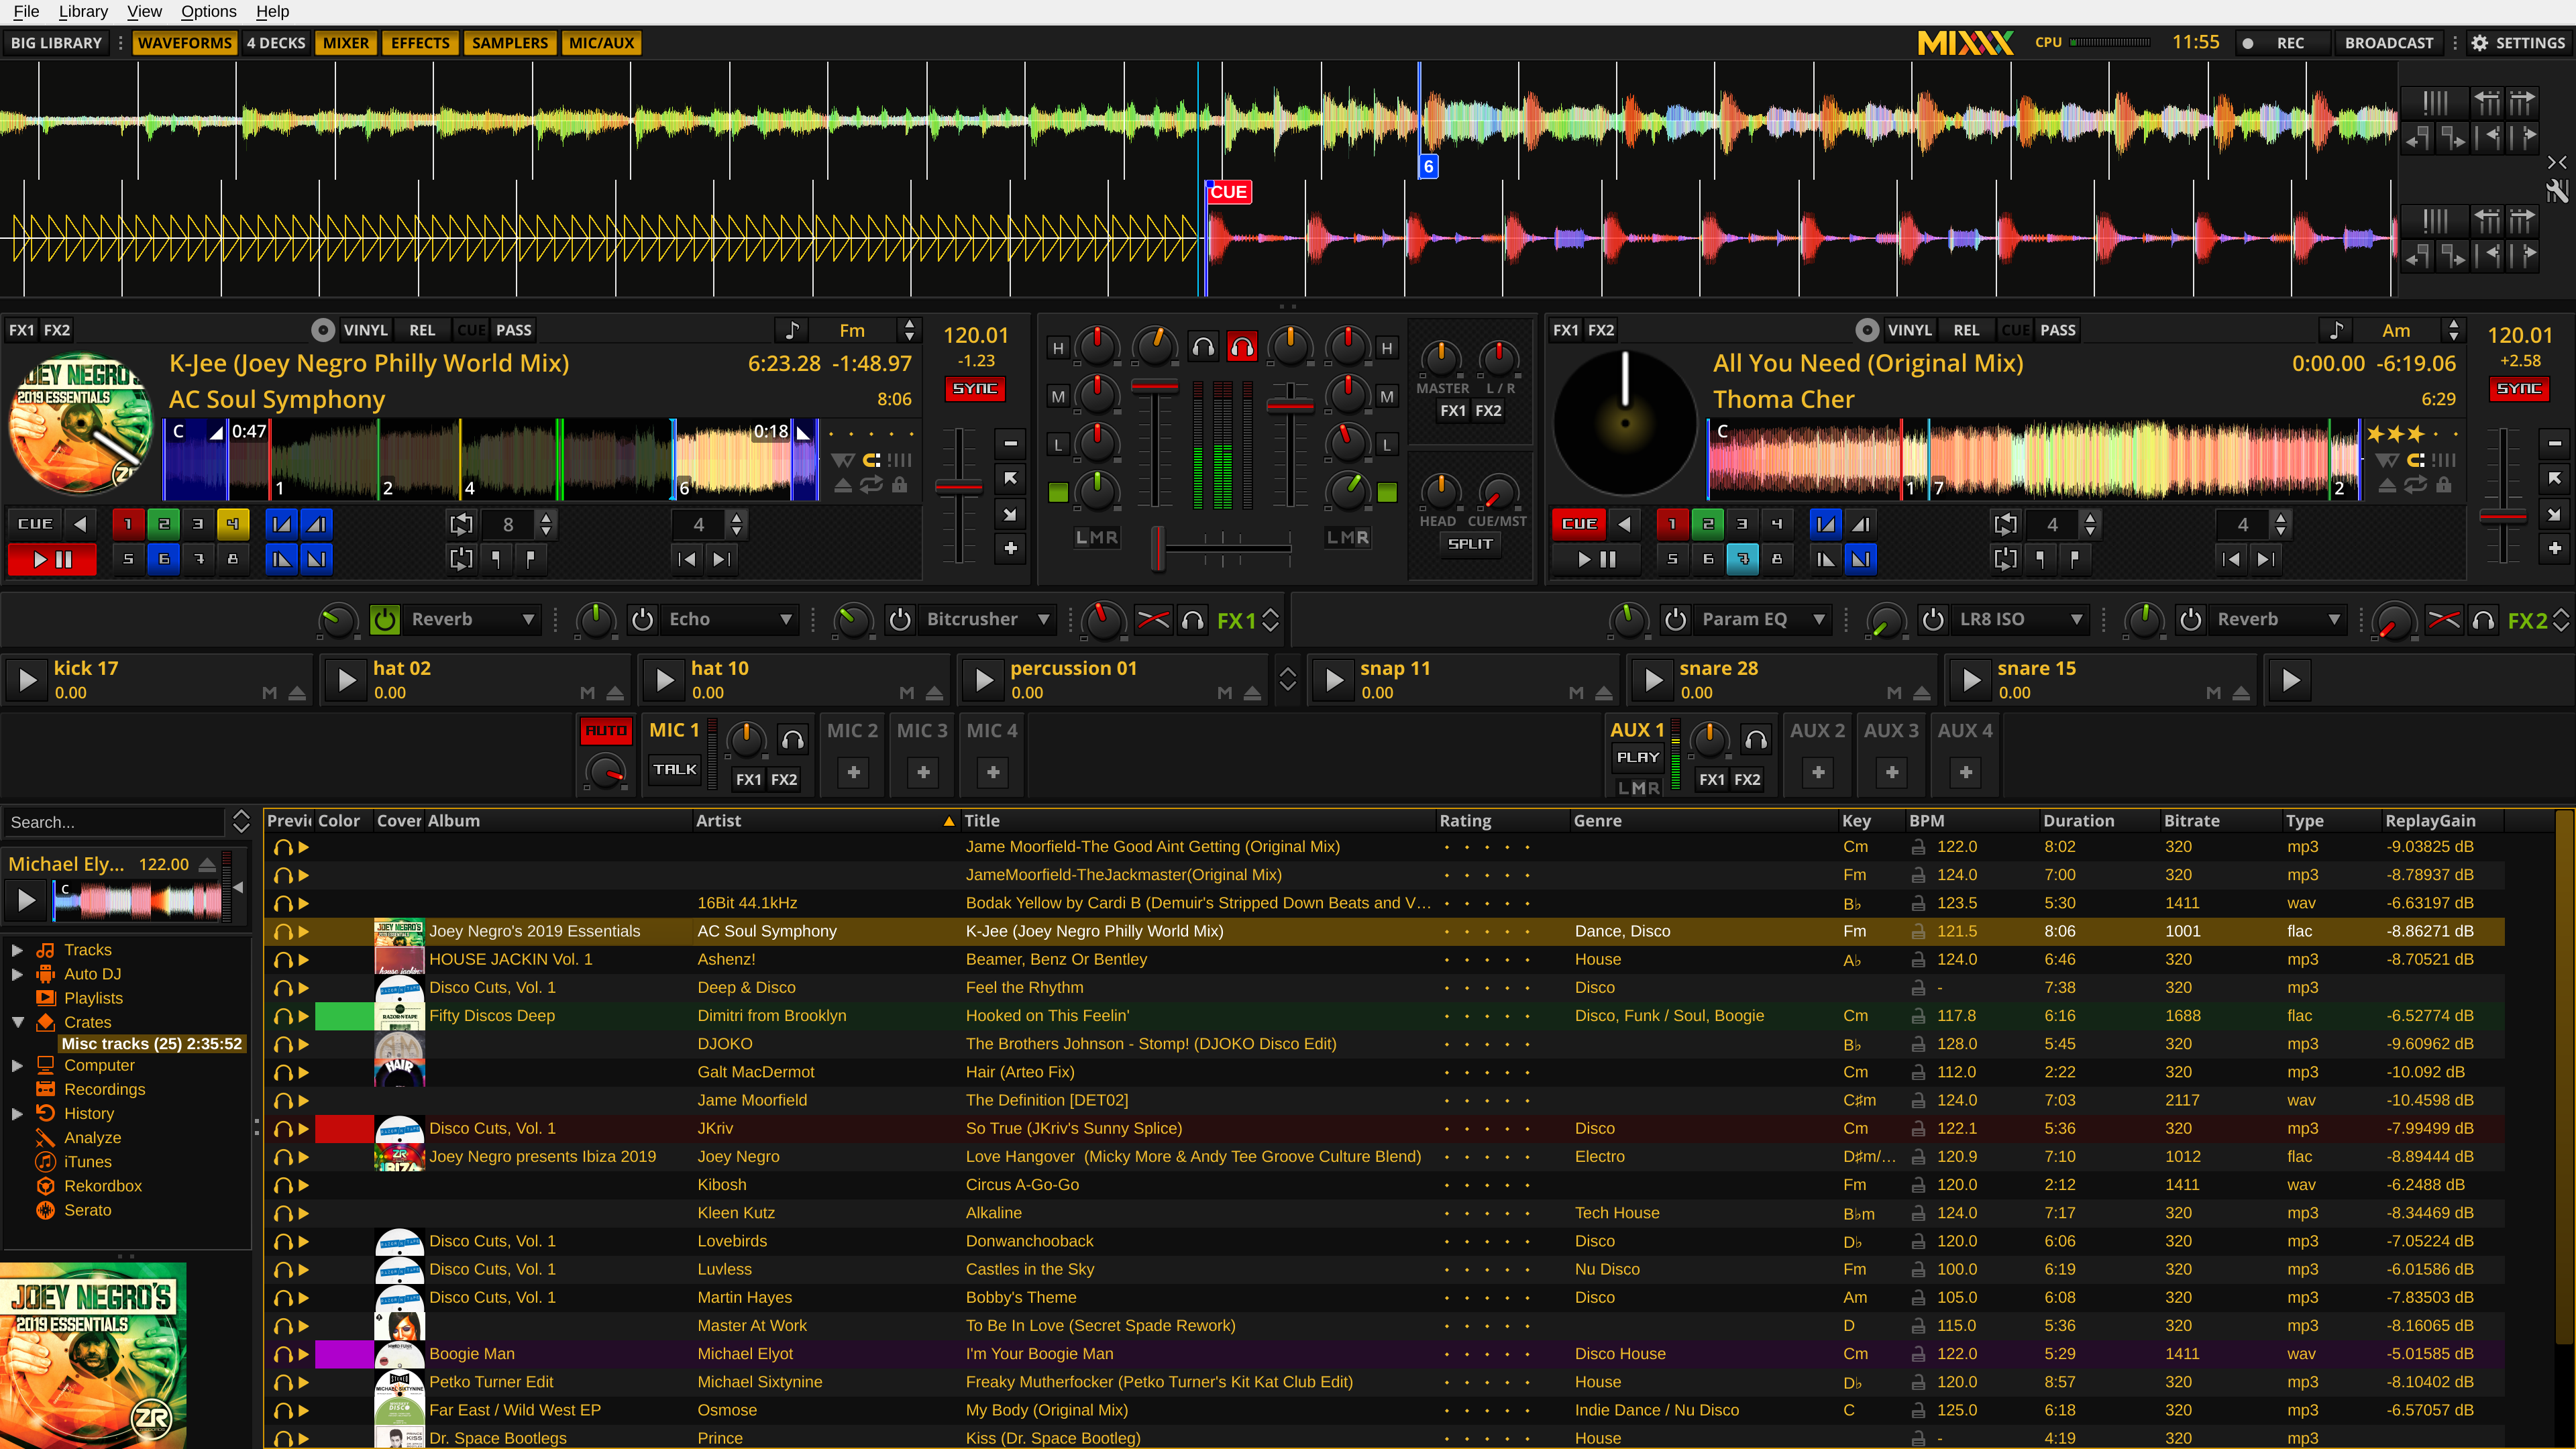 File Library View Options Help
BIG LIBRARY WAVEFORMS 4 DECKS MIXER EFFECTS SAMPLERS MIC/AUX MIXXX CPU 11:55 REC BROADCAST SETTINGS
6
CUE
FX1 FX2 VINYL REL CUE PASS Fm 120.01
-1.23
SYNC
K-Jee (Joey Negro Philly World Mix) 6:23.28 -1:48.97
AC Soul Symphony 8:06
C 0:47 0:18
1 2 4 6
CUE 1 2 3 4 8 4
5 6 7 8
H H
M M
L L
LMR LMR
MASTER L / R
FX1 FX2
HEAD CUE/MST
SPLIT
FX1 FX2 VINYL REL CUE PASS Am 120.01
+2.58
SYNC
All You Need (Original Mix) 0:00.00 -6:19.06
Thoma Cher 6:29
C
1 7 2
CUE 1 2 3 4 4 4
5 6 7 8
Reverb Echo Bitcrusher FX1 Param EQ LR8 ISO Reverb FX2
kick 17 hat 02 hat 10 percussion 01 snap 11 snare 28 snare 15
0.00 M 0.00 M 0.00 M 0.00 M 0.00 M 0.00 M 0.00 M
AUTO MIC 1 MIC 2 MIC 3 MIC 4 AUX 1 AUX 2 AUX 3 AUX 4
TALK FX1 FX2 PLAY FX1 FX2
LMR
Search...
Michael Ely... 122.00
C
Tracks
Auto DJ
Playlists
Crates
Misc tracks (25) 2:35:52
Computer
Recordings
History
Analyze
iTunes
Rekordbox
Serato
JOEY NEGRO'S
2019 ESSENTIALS
ZR
Previ Color Cover Album Artist Title Rating Genre Key BPM Duration Bitrate Type ReplayGain
Jame Moorfield-The Good Aint Getting (Original Mix) Cm 122.0 8:02 320 mp3 -9.03825 dB
JameMoorfield-TheJackmaster(Original Mix) Fm 124.0 7:00 320 mp3 -8.78937 dB
16Bit 44.1kHz Bodak Yellow by Cardi B (Demuir's Stripped Down Beats and V... B♭ 123.5 5:30 1411 wav -6.63197 dB
Joey Negro's 2019 Essentials AC Soul Symphony K-Jee (Joey Negro Philly World Mix) Dance, Disco Fm 121.5 8:06 1001 flac -8.86271 dB
HOUSE JACKIN Vol. 1 Ashenz! Beamer, Benz Or Bentley House A♭ 124.0 6:46 320 mp3 -8.70521 dB
Disco Cuts, Vol. 1 Deep & Disco Feel the Rhythm Disco - 7:38 320 mp3
Fifty Discos Deep Dimitri from Brooklyn Hooked on This Feelin' Disco, Funk / Soul, Boogie Cm 117.8 6:16 1688 flac -6.52774 dB
DJOKO The Brothers Johnson - Stomp! (DJOKO Disco Edit) B♭ 128.0 5:45 320 mp3 -9.60962 dB
Galt MacDermot Hair (Arteo Fix) Cm 112.0 2:22 320 mp3 -10.092 dB
Jame Moorfield The Definition [DET02] C♯m 124.0 7:03 2117 wav -10.4598 dB
Disco Cuts, Vol. 1 JKriv So True (JKriv's Sunny Splice) Disco Cm 122.1 5:36 320 mp3 -7.99499 dB
Joey Negro presents Ibiza 2019 Joey Negro Love Hangover (Micky More & Andy Tee Groove Culture Blend) Electro D♯m/... 120.9 7:10 1012 flac -8.89444 dB
Kibosh Circus A-Go-Go Fm 120.0 2:12 1411 wav -6.2488 dB
Kleen Kutz Alkaline Tech House B♭m 124.0 7:17 320 mp3 -8.34469 dB
Disco Cuts, Vol. 1 Lovebirds Donwanchooback Disco D♭ 120.0 6:06 320 mp3 -7.05224 dB
Disco Cuts, Vol. 1 Luvless Castles in the Sky Nu Disco Fm 100.0 6:19 320 mp3 -6.01586 dB
Disco Cuts, Vol. 1 Martin Hayes Bobby's Theme Disco Am 105.0 6:08 320 mp3 -7.83503 dB
Master At Work To Be In Love (Secret Spade Rework) D 115.0 5:36 320 mp3 -8.16065 dB
Boogie Man Michael Elyot I'm Your Boogie Man Disco House Cm 122.0 5:29 1411 wav -5.01585 dB
Petko Turner Edit Michael Sixtynine Freaky Mutherfocker (Petko Turner's Kit Kat Club Edit) House D♭ 120.0 8:57 320 mp3 -8.10402 dB
Far East / Wild West EP Osmose My Body (Original Mix) Indie Dance / Nu Disco C 125.0 6:18 320 mp3 -6.57057 dB
Dr. Space Bootlegs Prince Kiss (Dr. Space Bootleg) House - 4:19 320 mp3